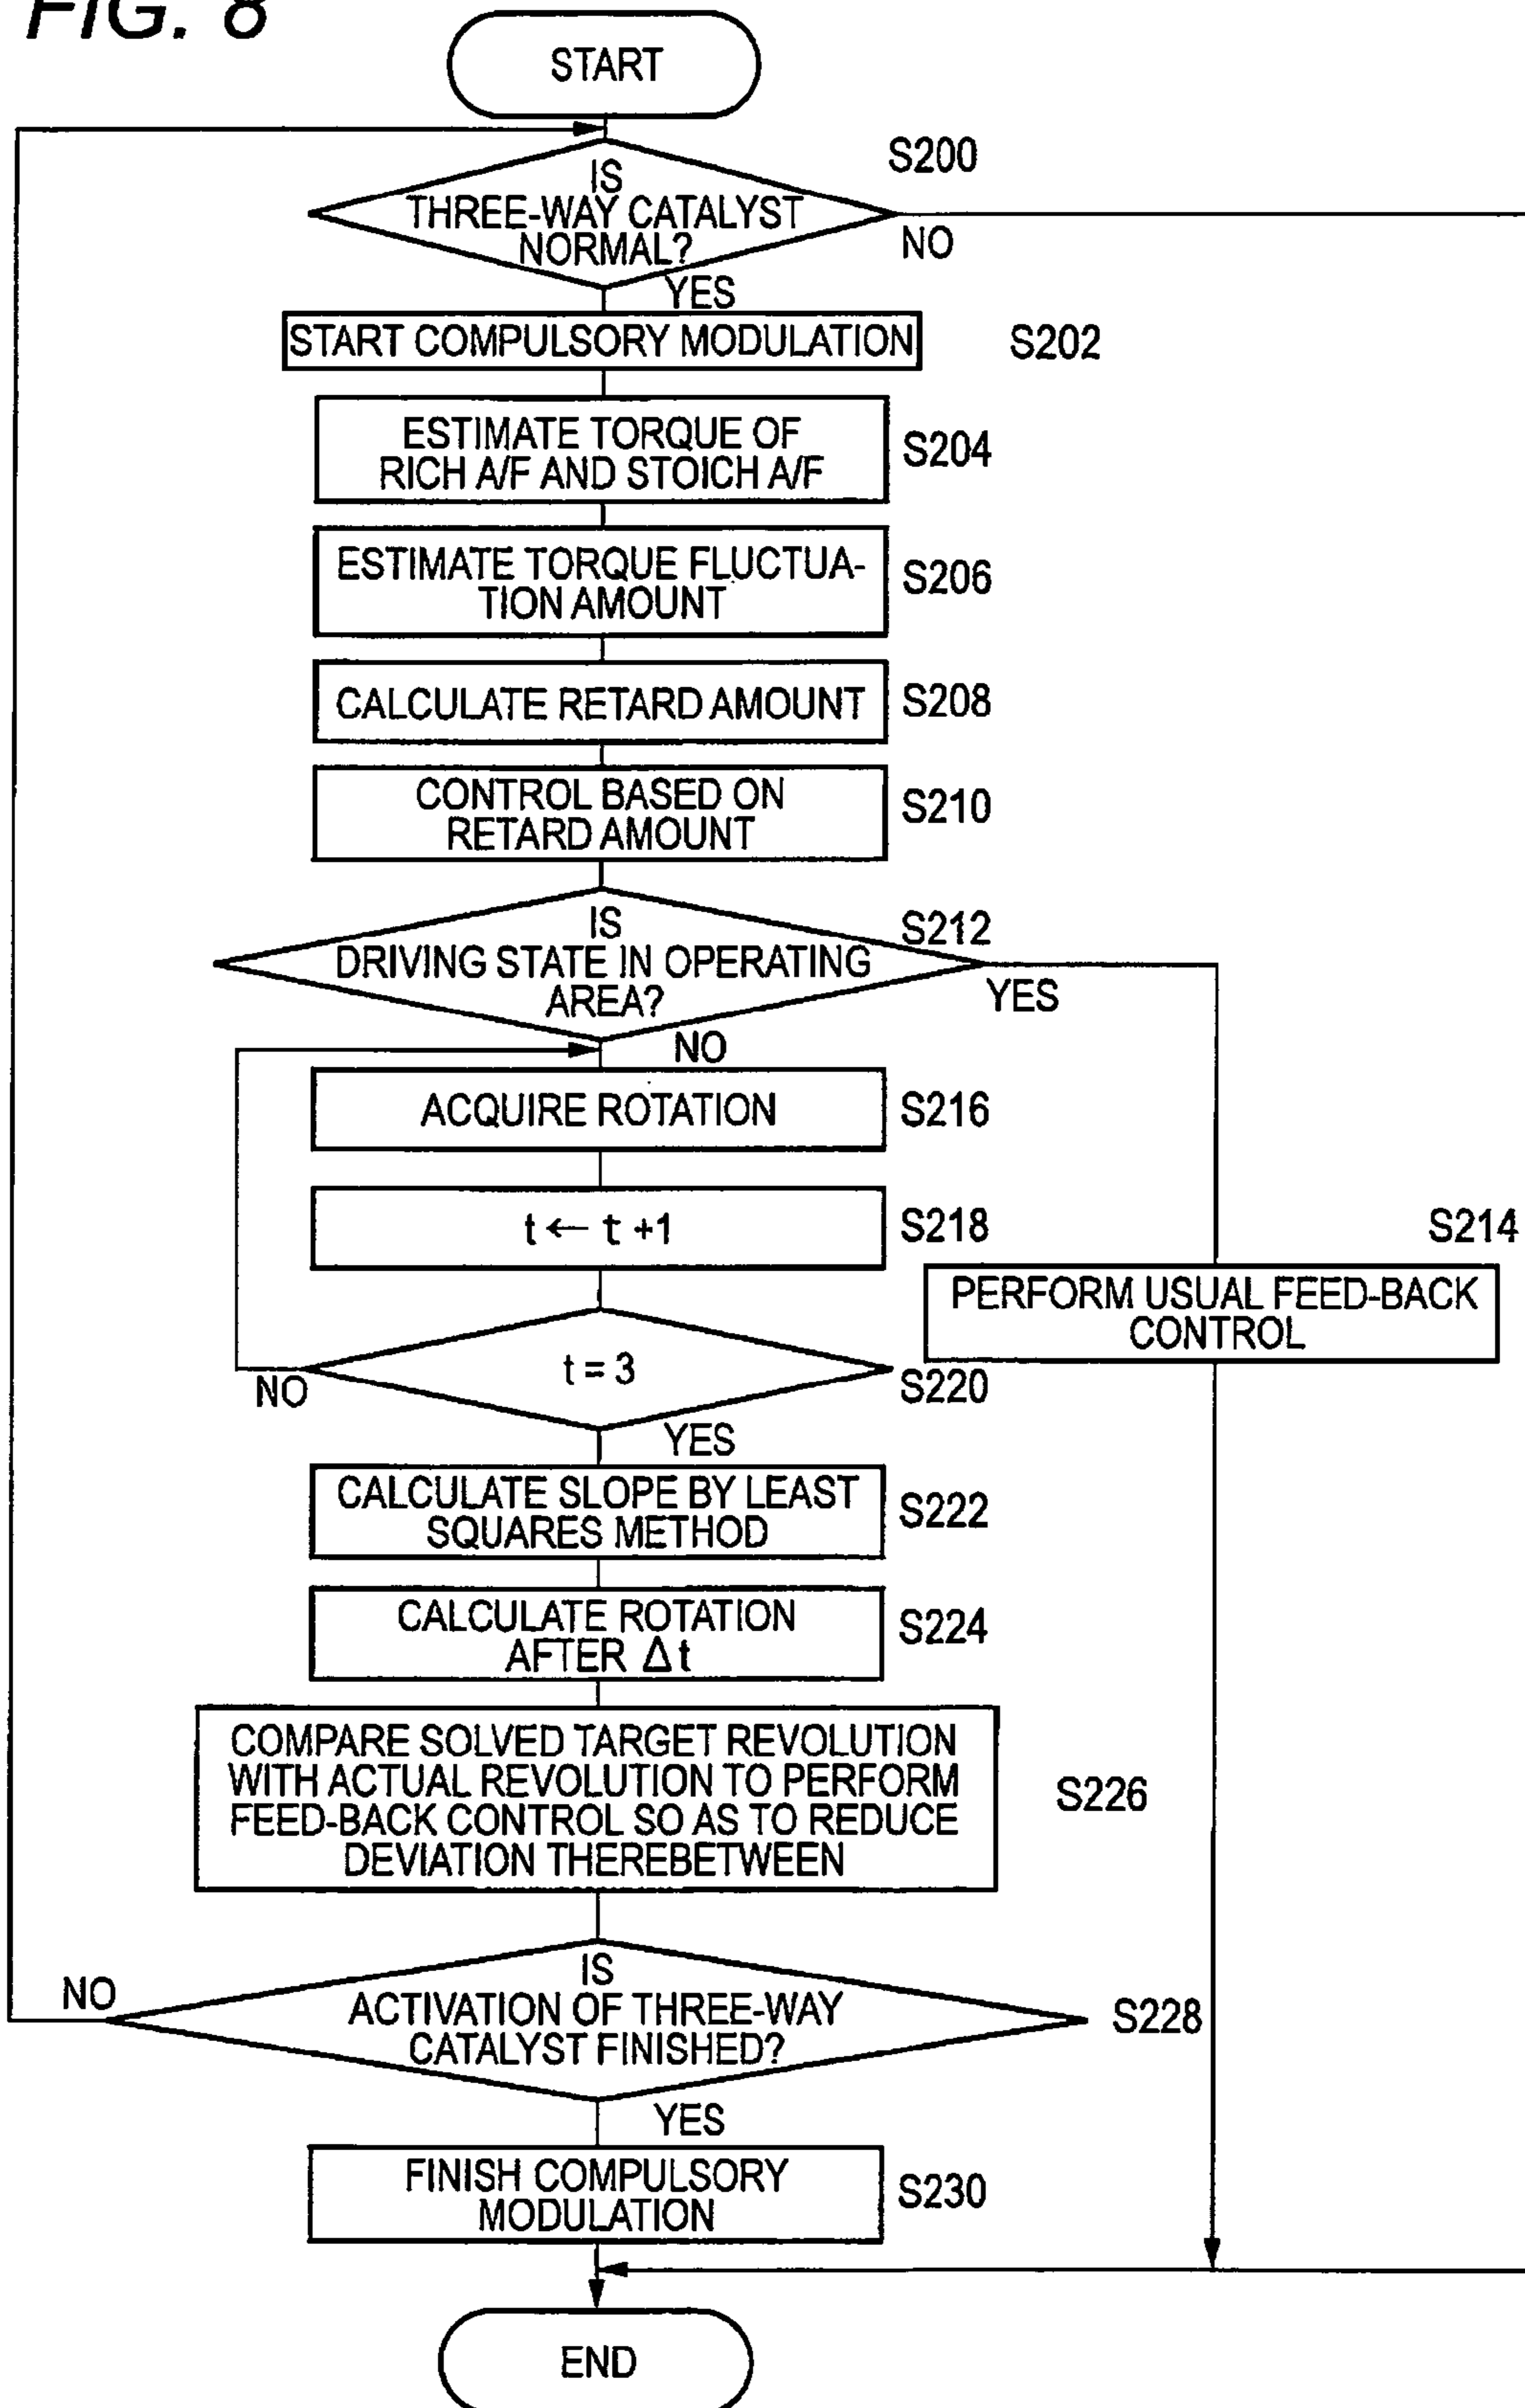 FIG. 8
START
IS
THREE-WAY CATALYST
NORMAL?
S200
NO
YES
START COMPULSORY MODULATION
S202
ESTIMATE TORQUE OF
RICH A/F AND STOICH A/F
S204
ESTIMATE TORQUE FLUCTUA-
TION AMOUNT
S206
CALCULATE RETARD AMOUNT
S208
CONTROL BASED ON
RETARD AMOUNT
S210
IS
DRIVING STATE IN OPERATING
AREA?
S212
YES
NO
ACQUIRE ROTATION
S216
t ← t +1
S218
S214
PERFORM USUAL FEED-BACK
CONTROL
t = 3
S220
NO
YES
CALCULATE SLOPE BY LEAST
SQUARES METHOD
S222
CALCULATE ROTATION
AFTER Δt
S224
COMPARE SOLVED TARGET REVOLUTION
WITH ACTUAL REVOLUTION TO PERFORM
FEED-BACK CONTROL SO AS TO REDUCE
DEVIATION THEREBETWEEN
S226
NO
IS
ACTIVATION OF THREE-WAY
CATALYST FINISHED?
S228
YES
FINISH COMPULSORY
MODULATION
S230
END